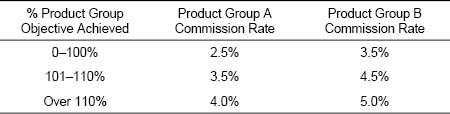 % Product Group Product Group A Product Group B
Objective Achieved Commission Rate Commission Rate
0–100% 2.5% 3.5%
101–110% 3.5% 4.5%
Over 110% 4.0% 5.0%